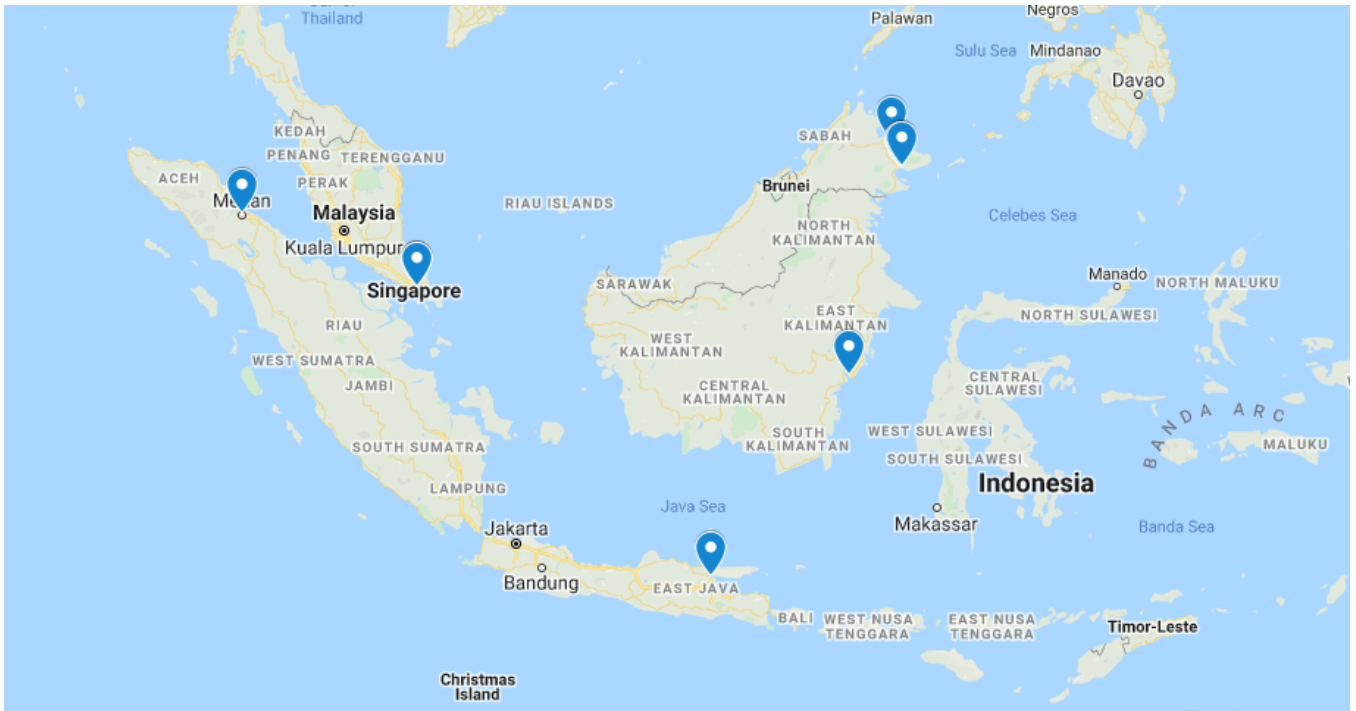 Thailand
Palawan
Negros
Sulu Sea
Mindanao
Davao
KEDAH
PENANG
TERENGGANU
PERAK
ACEH
Malaysia
Kuala Lumpur
Singapore
RIAU ISLANDS
SABAH
Brunei
NORTH
KALIMANTAN
Celebes Sea
SARAWAK
EAST
KALIMANTAN
Manado
NORTH MALUKU
NORTH SULAWESI
RIAU
WEST SUMATRA
JAMBI
WEST
KALIMANTAN
CENTRAL
KALIMANTAN
CENTRAL
SULAWESI
SOUTH SUMATRA
SOUTH
KALIMANTAN
WEST SULAWESI
SOUTH SULAWESI
BANDA ARC
MALUKU
Indonesia
LAMPUNG
Java Sea
Makassar
Banda Sea
Jakarta
Bandung
EAST JAVA
BALI
WEST NUSA
TENGGARA
EAST NUSA
TENGGARA
Timor-Leste
Christmas
Island